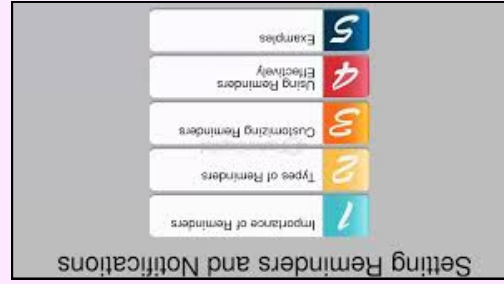 Setting Reminders and Notifications
1 Importance of Reminders
2 Types of Reminders
3 Customizing Reminders
4 Using Reminders
Effectively
5 Examples